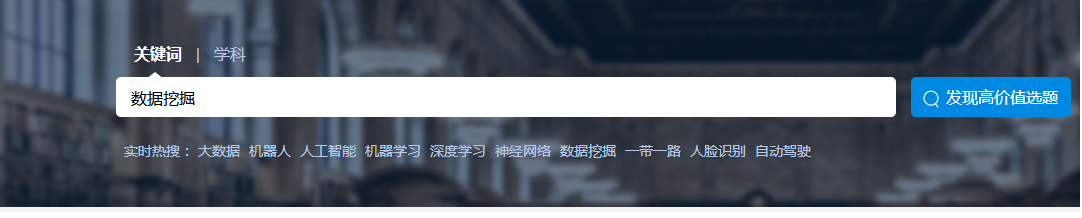 关键词 | 学科
数据挖掘 发现高价值选题
实时热搜： 大数据 机器人 人工智能 机器学习 深度学习 神经网络 数据挖掘 一带一路 人脸识别 自动驾驶